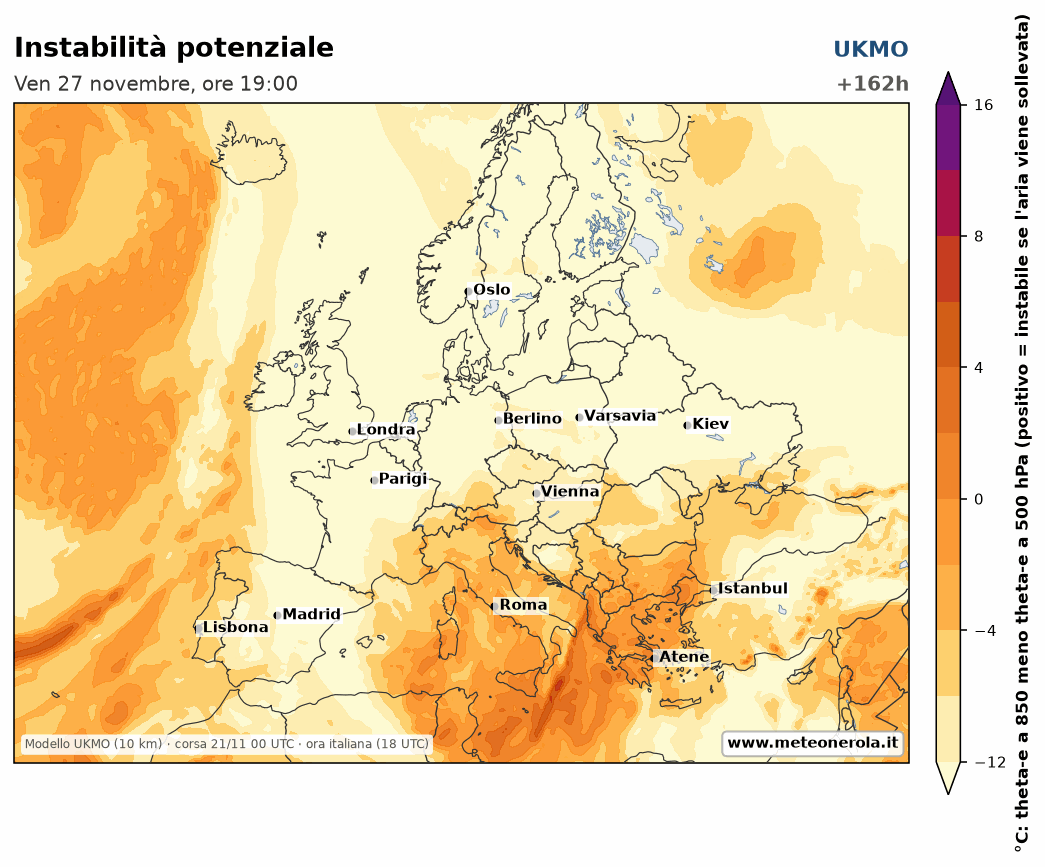 Instabilità potenziale
UKMO
Ven 27 novembre, ore 19:00
+162h
16
8
4
0
−4
−12
°C: theta-e a 850 meno theta-e a 500 hPa (positivo = instabile se l'aria viene sollevata)
Oslo
Berlino
Varsavia
Kiev
Londra
Parigi
Vienna
Istanbul
Roma
Madrid
Lisbona
Atene
Modello UKMO (10 km) · corsa 21/11 00 UTC · ora italiana (18 UTC)
www.meteonerola.it